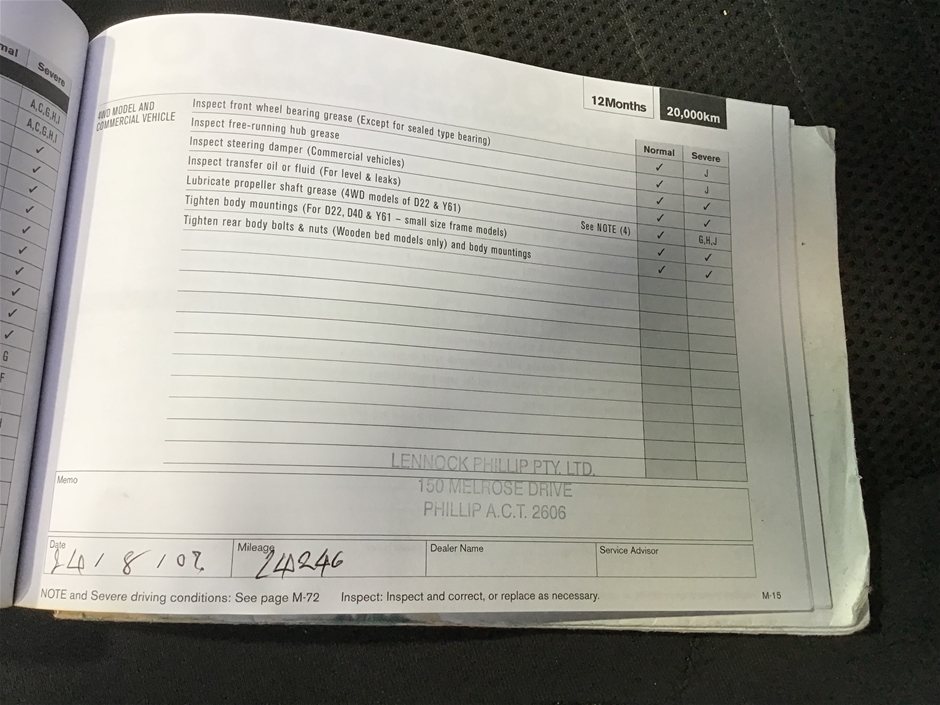 mal Severe
A,C,G,H,I
A,C,G,H,J
✓
✓
✓
✓
✓
✓
✓
✓
✓
✓
G
F
12Months 20,000km
4WD MODEL AND
COMMERCIAL VEHICLE
Normal Severe
Inspect front wheel bearing grease (Except for sealed type bearing) ✓ J
Inspect free-running hub grease ✓ J
Inspect steering damper (Commercial vehicles) ✓ ✓
Inspect transfer oil or fluid (For level & leaks) ✓ ✓
Lubricate propeller shaft grease (4WD models of D22 & Y61) See NOTE (4) ✓ G,H,J
Tighten body mountings (For D22, D40 & Y61 – small size frame models) ✓ ✓
Tighten rear body bolts & nuts (Wooden bed models only) and body mountings ✓ ✓
LENNOCK PHILLIP PTY. LTD.
150 MELROSE DRIVE
PHILLIP A.C.T. 2606
Memo
Date Mileage Dealer Name Service Advisor
24246
NOTE and Severe driving conditions: See page M-72 Inspect: Inspect and correct, or replace as necessary. M-15